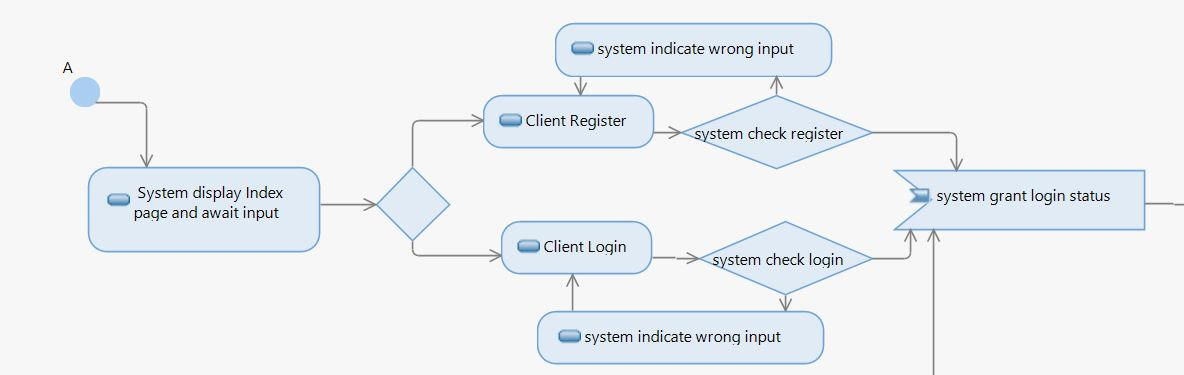 A
system indicate wrong input
Client Register
system check register
System display Index
page and await input
system grant login status
Client Login
system check login
system indicate wrong input